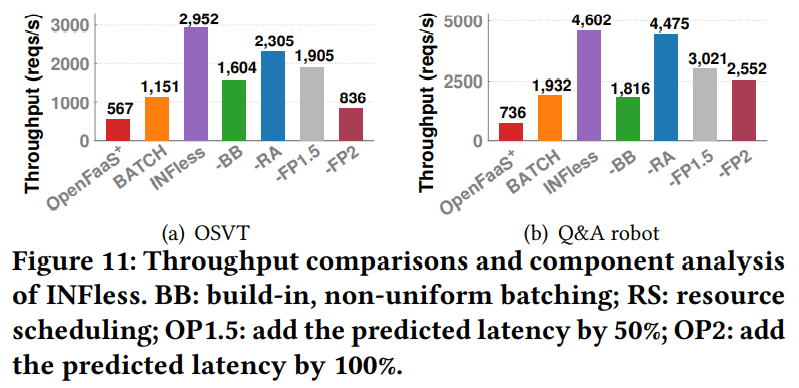 Throughput (reqs/s)
3000
2000
1000
0
567
1,151
2,952
1,604
2,305
1,905
836
OpenFaaS+
BATCH
INFless
-BB
-RA
-FP1.5
-FP2
(a) OSVT
Throughput (reqs/s)
5000
2500
0
736
1,932
4,602
1,816
4,475
3,021
2,552
OpenFaaS+
BATCH
INFless
-BB
-RA
-FP1.5
-FP2
(b) Q&A robot
Figure 11: Throughput comparisons and component analysis
of INFless. BB: build-in, non-uniform batching; RS: resource
scheduling; OP1.5: add the predicted latency by 50%; OP2: add
the predicted latency by 100%.